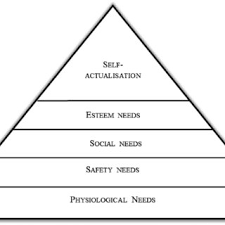 SELF-
ACTUALISATION
ESTEEM NEEDS
SOCIAL NEEDS
SAFETY NEEDS
PHYSIOLOGICAL NEEDS